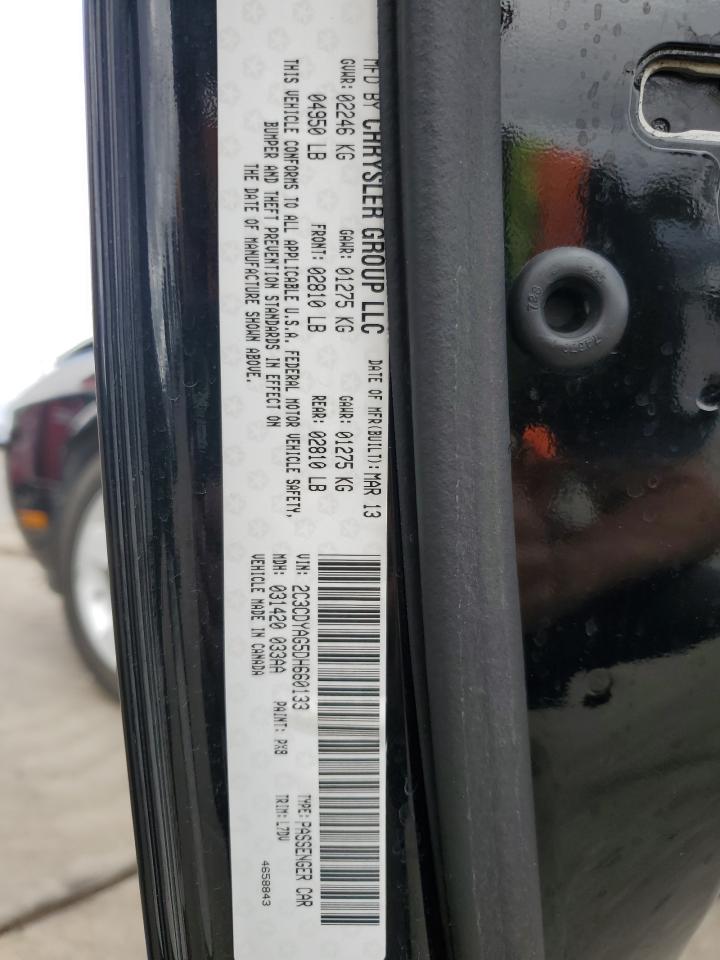 MFD BY CHRYSLER GROUP LLC DATE OF MFR(BUILT): MAR 13
GVWR: 02246 KG GAWR: 01275 KG GAWR: 01275 KG
04950 LB FRONT: 02810 LB REAR: 02810 LB
THIS VEHICLE CONFORMS TO ALL APPLICABLE U.S.A. FEDERAL MOTOR VEHICLE SAFETY,
BUMPER AND THEFT PREVENTION STANDARDS IN EFFECT ON
THE DATE OF MANUFACTURE SHOWN ABOVE.
VIN: 2C3CDYAG5DH660133 TYPE: PASSENGER CAR
MDH: 031420 033AA PAINT: PX8 TRIM: L7DV
VEHICLE MADE IN CANADA 4658843